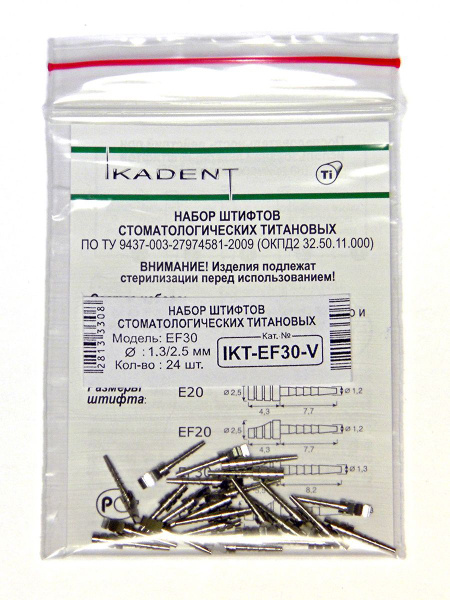 IKADENT
Ti
НАБОР ШТИФТОВ
СТОМАТОЛОГИЧЕСКИХ ТИТАНОВЫХ
ПО ТУ 9437-003-27974581-2009 (ОКПД2 32.50.11.000)
ВНИМАНИЕ! Изделия подлежат
стерилизации перед использованием!
и
НАБОР ШТИФТОВ
СТОМАТОЛОГИЧЕСКИХ ТИТАНОВЫХ
Модель: EF30
Кат. №
Ø : 1.3/2.5 мм
IKT-EF30-V
Кол-во : 24 шт.
28133308
Размеры
штифта:
E20
Ø 2,5
Ø 1,2
4,3
7,7
EF20
Ø 2,5
Ø 1,2
4,3
7,7
Ø 1,3
8,2